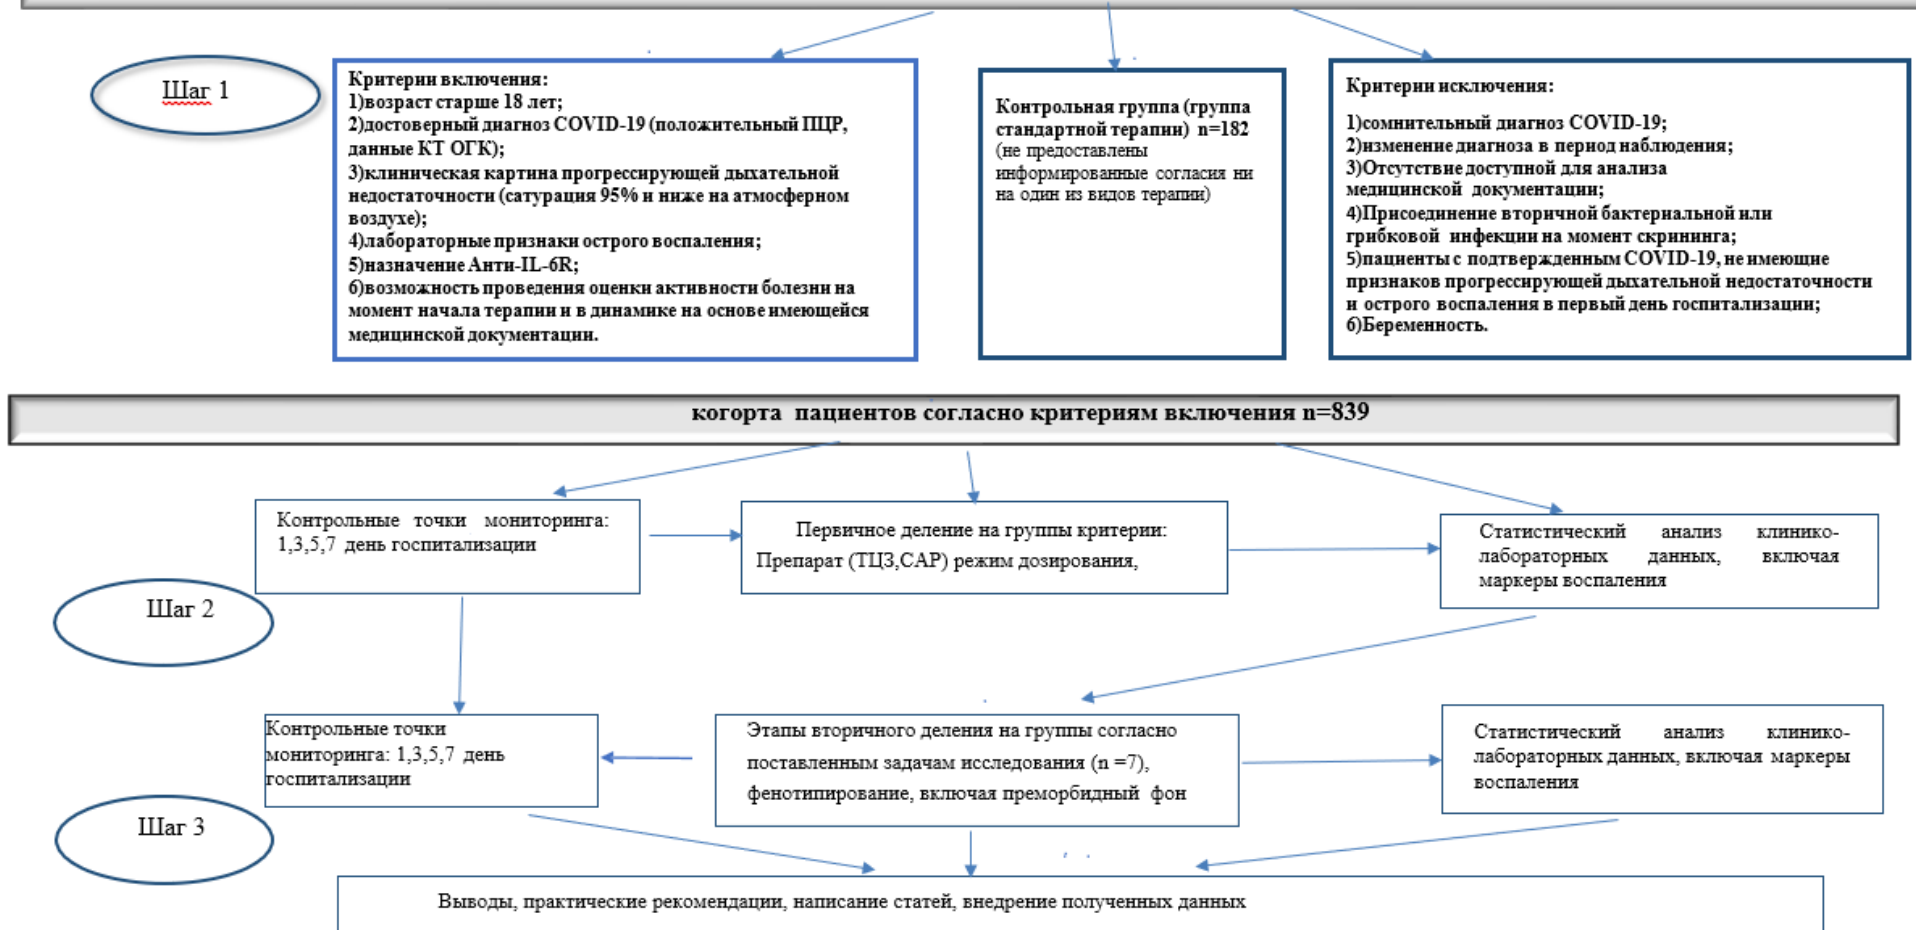 Шаг 1
Критерии включения:
1)возраст старше 18 лет;
2)достоверный диагноз COVID-19 (положительный ПЦР,
данные КТ ОГК);
3)клиническая картина прогрессирующей дыхательной
недостаточности (сатурация 95% и ниже на атмосферном
воздухе);
4)лабораторные признаки острого воспаления;
5)назначение Анти-IL-6R;
6)возможность проведения оценки активности болезни на
момент начала терапии и в динамике на основе имеющейся
медицинской документации.
Контрольная группа (группа
стандартной терапии) n=182
(не предоставлены
информированные согласия ни
на один из видов терапии)
Критерии исключения:
1)сомнительный диагноз COVID-19;
2)изменение диагноза в период наблюдения;
3)Отсутствие доступной для анализа
медицинской документации;
4)Присоединение вторичной бактериальной или
грибковой инфекции на момент скрининга;
5)пациенты с подтвержденным COVID-19, не имеющие
признаков прогрессирующей дыхательной недостаточности
и острого воспаления в первый день госпитализации;
6)Беременность.
когорта пациентов согласно критериям включения n=839
Контрольные точки мониторинга:
1,3,5,7 день госпитализации
Первичное деление на группы критерии:
Препарат (ТЦЗ,САР) режим дозирования,
Статистический анализ клинико-
лабораторных данных, включая
маркеры воспаления
Шаг 2
Контрольные точки
мониторинга: 1,3,5,7 день
госпитализации
Этапы вторичного деления на группы согласно
поставленным задачам исследования (n =7),
фенотипирование, включая преморбидный фон
Статистический анализ клинико-
лабораторных данных, включая маркеры
воспаления
Шаг 3
Выводы, практические рекомендации, написание статей, внедрение полученных данных